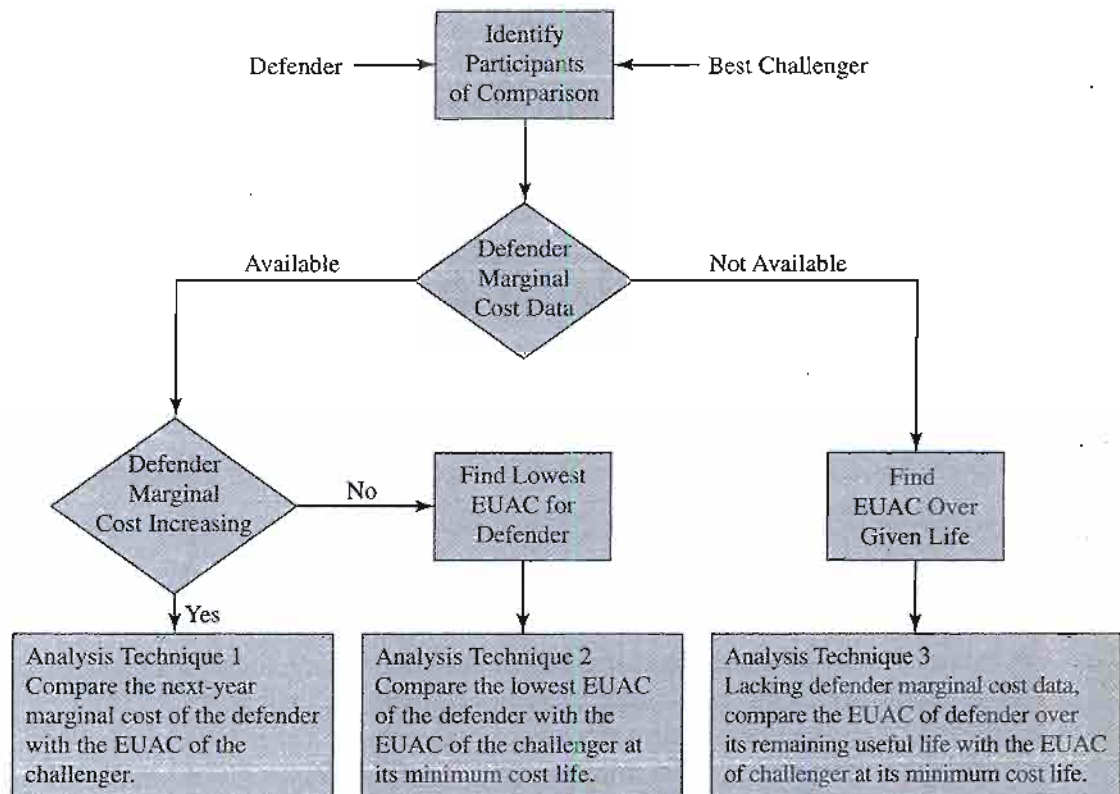 Identify
Participants
of Comparison
Defender
Best Challenger
Defender
Marginal
Cost Data
Available
Not Available
Defender
Marginal
Cost Increasing
No
Find Lowest
EUAC for
Defender
Find
EUAC Over
Given Life
Yes
Analysis Technique 1
Compare the next-year
marginal cost of the defender
with the EUAC of the
challenger.
Analysis Technique 2
Compare the lowest EUAC
of the defender with the
EUAC of the challenger at
its minimum cost life.
Analysis Technique 3
Lacking defender marginal cost data,
compare the EUAC of defender over
its remaining useful life with the EUAC
of challenger at its minimum cost life.